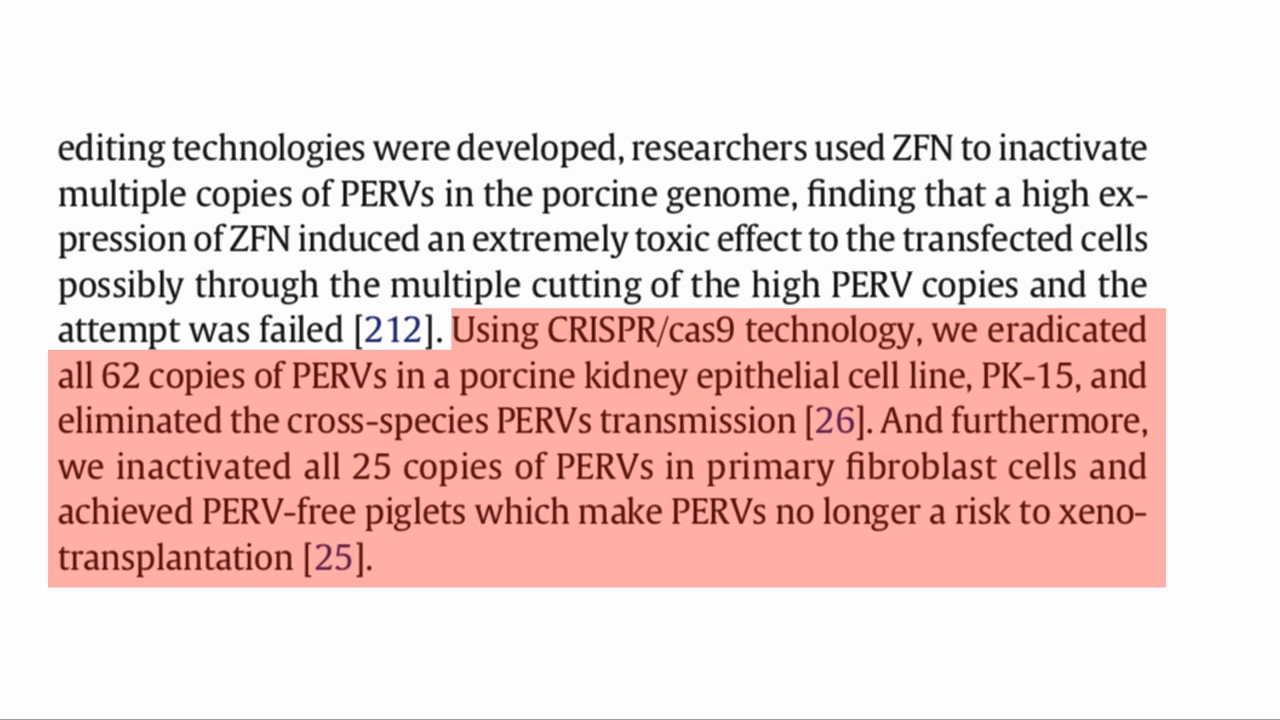 editing technologies were developed, researchers used ZFN to inactivate
multiple copies of PERVs in the porcine genome, finding that a high ex-
pression of ZFN induced an extremely toxic effect to the transfected cells
possibly through the multiple cutting of the high PERV copies and the
attempt was failed [212]. Using CRISPR/cas9 technology, we eradicated
all 62 copies of PERVs in a porcine kidney epithelial cell line, PK-15, and
eliminated the cross-species PERVs transmission [26]. And furthermore,
we inactivated all 25 copies of PERVs in primary fibroblast cells and
achieved PERV-free piglets which make PERVs no longer a risk to xeno-
transplantation [25].